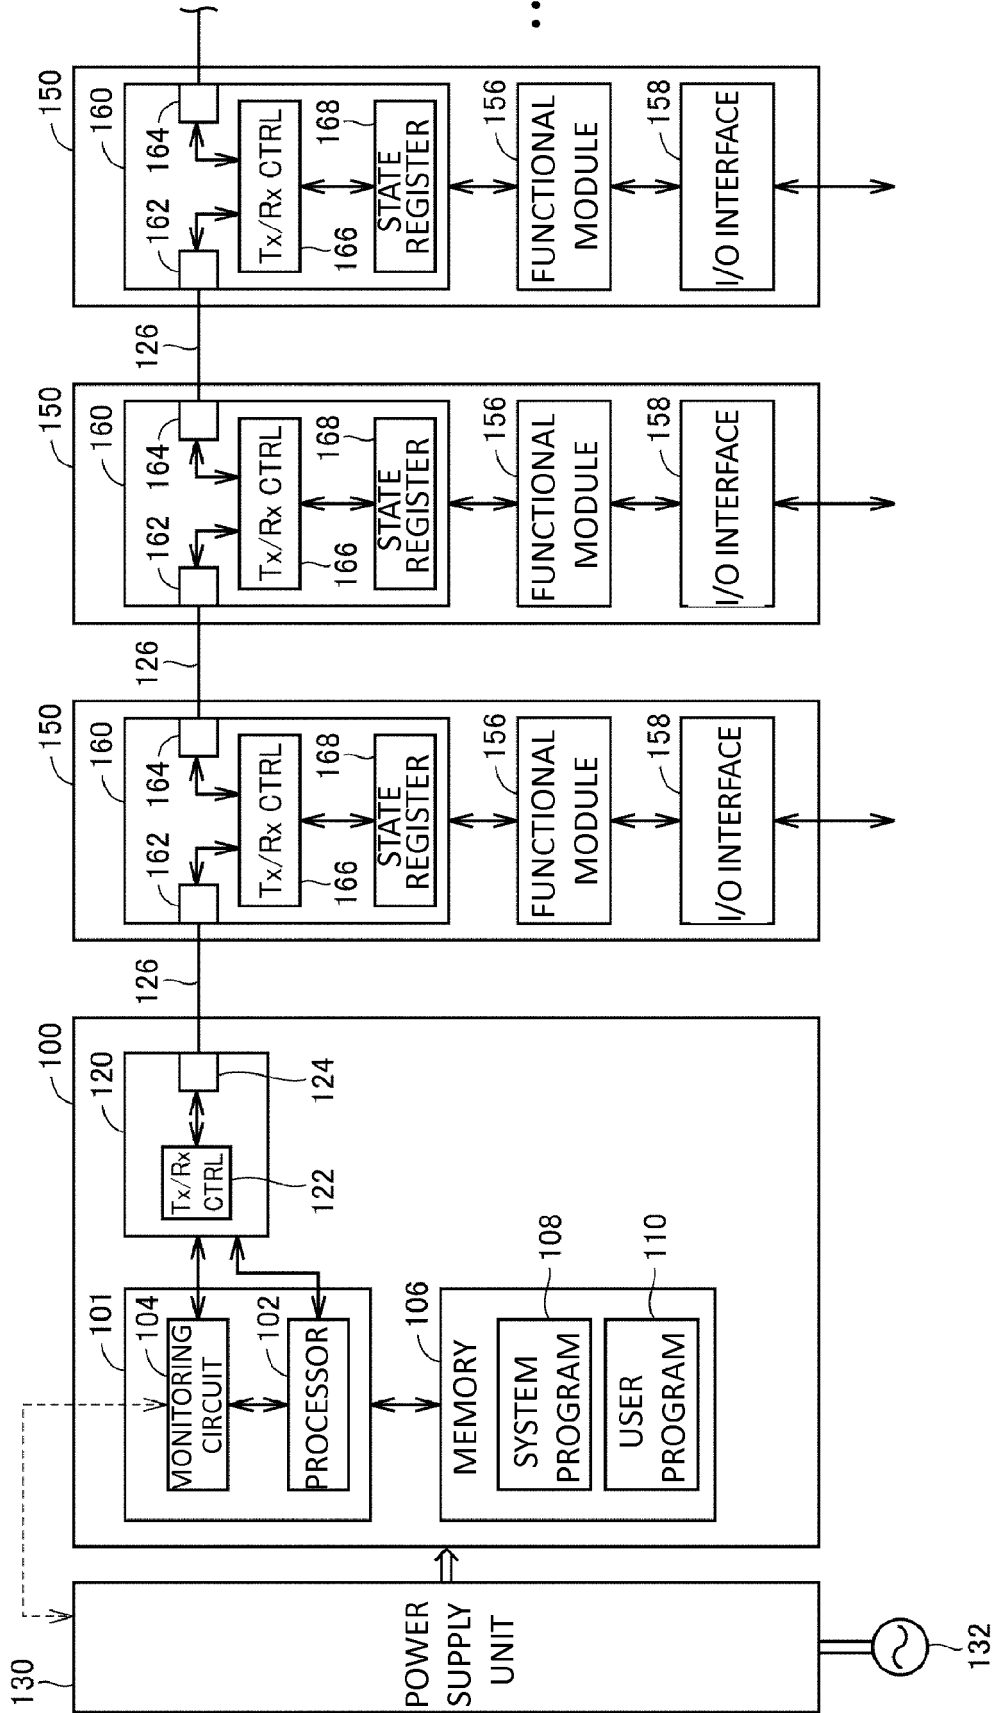 130
POWER
SUPPLY
UNIT
132
100
101
104
MONITORING
CIRCUIT
102
PROCESSOR
106
MEMORY
108
SYSTEM
PROGRAM
110
USER
PROGRAM
120
Tx/Rx
CTRL
122
124
126
150
160
162
164
Tx/Rx CTRL
166
168
STATE
REGISTER
156
FUNCTIONAL
MODULE
158
I/O INTERFACE
126
150
160
162
164
Tx/Rx CTRL
166
168
STATE
REGISTER
156
FUNCTIONAL
MODULE
158
I/O INTERFACE
126
150
160
162
164
Tx/Rx CTRL
166
168
STATE
REGISTER
156
FUNCTIONAL
MODULE
158
I/O INTERFACE